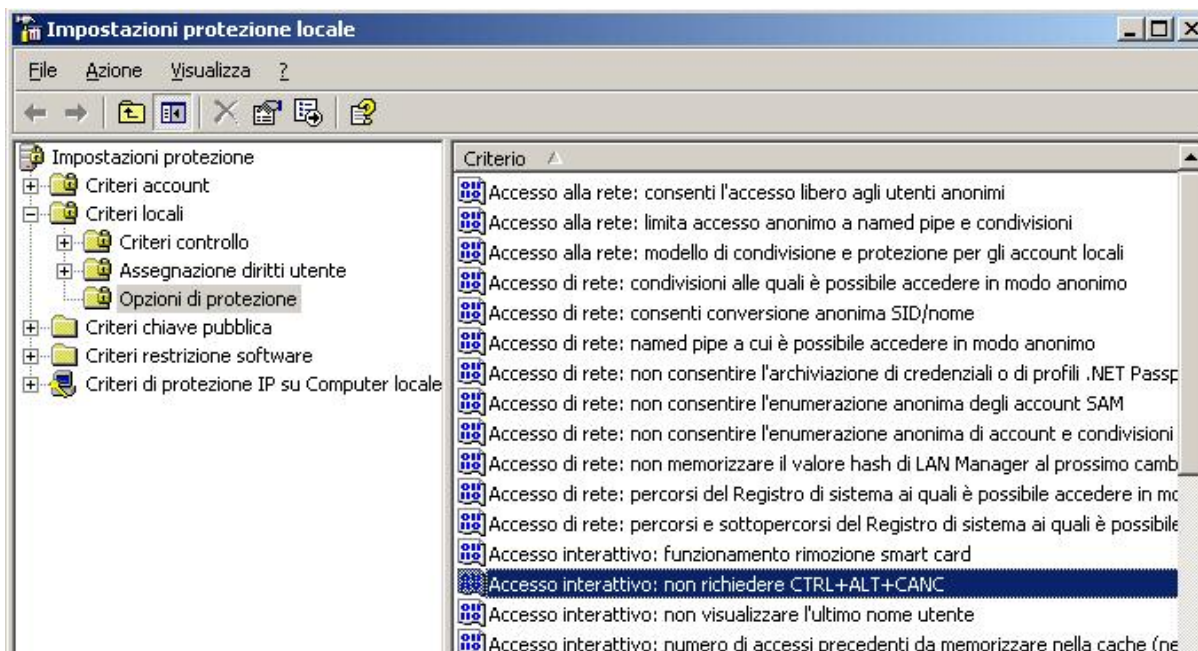 Impostazioni protezione locale
File Azione Visualizza ?
Impostazioni protezione
Criteri account
Criteri locali
Criteri controllo
Assegnazione diritti utente
Opzioni di protezione
Criteri chiave pubblica
Criteri restrizione software
Criteri di protezione IP su Computer locale
Criterio
Accesso alla rete: consenti l'accesso libero agli utenti anonimi
Accesso alla rete: limita accesso anonimo a named pipe e condivisioni
Accesso alla rete: modello di condivisione e protezione per gli account locali
Accesso di rete: condivisioni alle quali è possibile accedere in modo anonimo
Accesso di rete: consenti conversione anonima SID/nome
Accesso di rete: named pipe a cui è possibile accedere in modo anonimo
Accesso di rete: non consentire l'archiviazione di credenziali o di profili .NET Passp
Accesso di rete: non consentire l'enumerazione anonima degli account SAM
Accesso di rete: non consentire l'enumerazione anonima di account e condivisioni
Accesso di rete: non memorizzare il valore hash di LAN Manager al prossimo camb
Accesso di rete: percorsi del Registro di sistema ai quali è possibile accedere in mo
Accesso di rete: percorsi e sottopercorsi del Registro di sistema ai quali è possibile
Accesso interattivo: funzionamento rimozione smart card
Accesso interattivo: non richiedere CTRL+ALT+CANC
Accesso interattivo: non visualizzare l'ultimo nome utente
Accesso interattivo: numero di accessi precedenti da memorizzare nella cache (ne